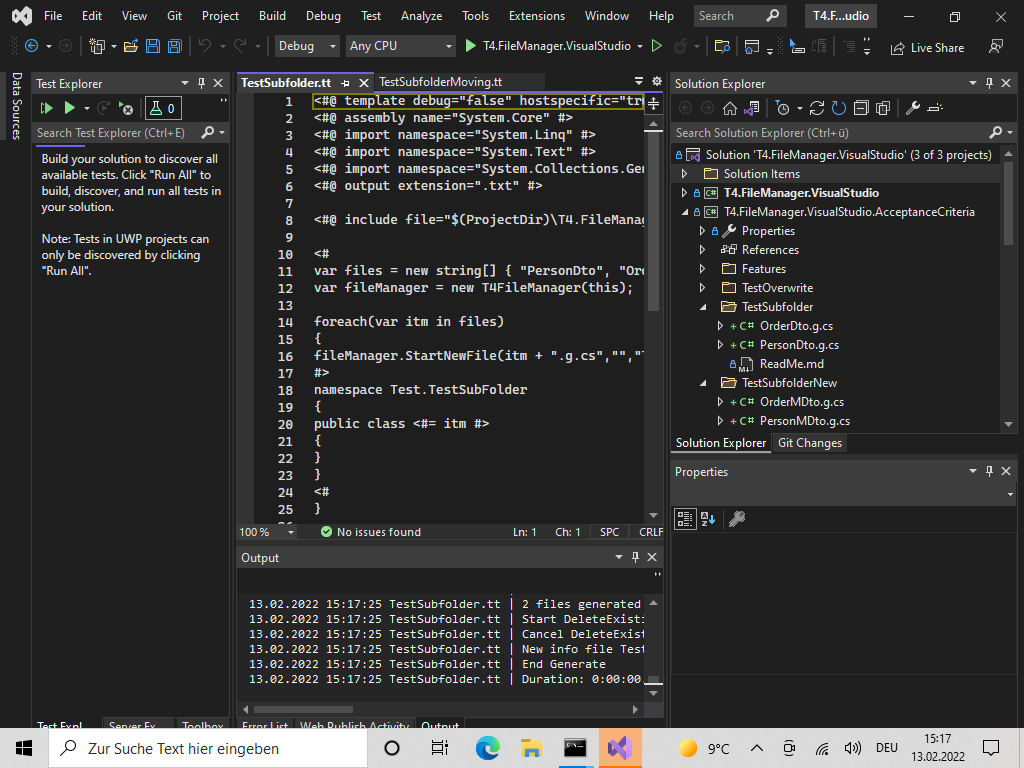 File Edit View Git Project Build Debug Test Analyze Tools Extensions Window Help Search T4.F...udio
Debug Any CPU T4.FileManager.VisualStudio Live Share
Data Sources
Test Explorer
0
Search Test Explorer (Ctrl+E)
Build your solution to discover all
available tests. Click "Run All" to
build, discover, and run all tests in
your solution.
Note: Tests in UWP projects can
only be discovered by clicking
"Run All".
Test Expl...
Server Ex...
Toolbox
TestSubfolder.tt TestSubfolderMoving.tt
1 <#@ template debug="false" hostspecific="tr
2 <#@ assembly name="System.Core" #>
3 <#@ import namespace="System.Linq" #>
4 <#@ import namespace="System.Text" #>
5 <#@ import namespace="System.Collections.Gen
6 <#@ output extension=".txt" #>
7
8 <#@ include file="$(ProjectDir)\T4.FileManag
9
10 <#
11 var files = new string[] { "PersonDto", "Ord
12 var fileManager = new T4FileManager(this);
13
14 foreach(var itm in files)
15 {
16 fileManager.StartNewFile(itm + ".g.cs","","T
17 #>
18 namespace Test.TestSubFolder
19 {
20 public class <#= itm #>
21 {
22 }
23 }
24 <#
25 }
100 % No issues found Ln: 1 Ch: 1 SPC CRLF
Output
13.02.2022 15:17:25 TestSubfolder.tt | 2 files generated
13.02.2022 15:17:25 TestSubfolder.tt | Start DeleteExisti
13.02.2022 15:17:25 TestSubfolder.tt | Cancel DeleteExist
13.02.2022 15:17:25 TestSubfolder.tt | New info file Test
13.02.2022 15:17:25 TestSubfolder.tt | End Generate
13.02.2022 15:17:25 TestSubfolder.tt | Duration: 0:00:00.
Error List Web Publish Activity Output
Solution Explorer
Search Solution Explorer (Ctrl+ü)
Solution 'T4.FileManager.VisualStudio' (3 of 3 projects)
Solution Items
T4.FileManager.VisualStudio
T4.FileManager.VisualStudio.AcceptanceCriteria
Properties
References
Features
TestOverwrite
TestSubfolder
OrderDto.g.cs
PersonDto.g.cs
ReadMe.md
TestSubfolderNew
OrderMDto.g.cs
PersonMDto.g.cs
Solution Explorer Git Changes
Properties
Zur Suche Text hier eingeben
9°C
DEU
15:17
13.02.2022